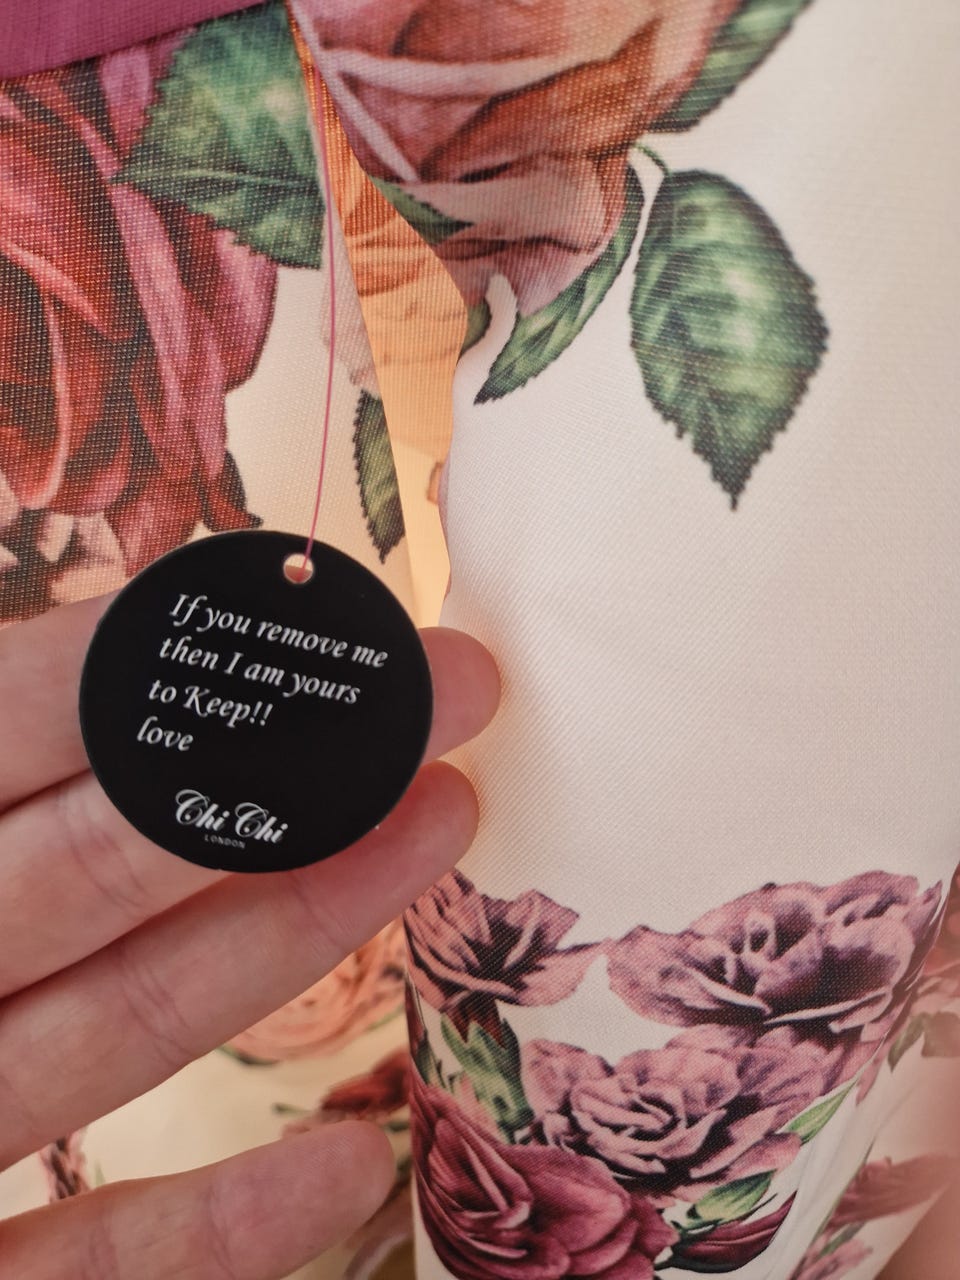 If you remove me
then I am yours
to Keep!!
love
Chi Chi
LONDON